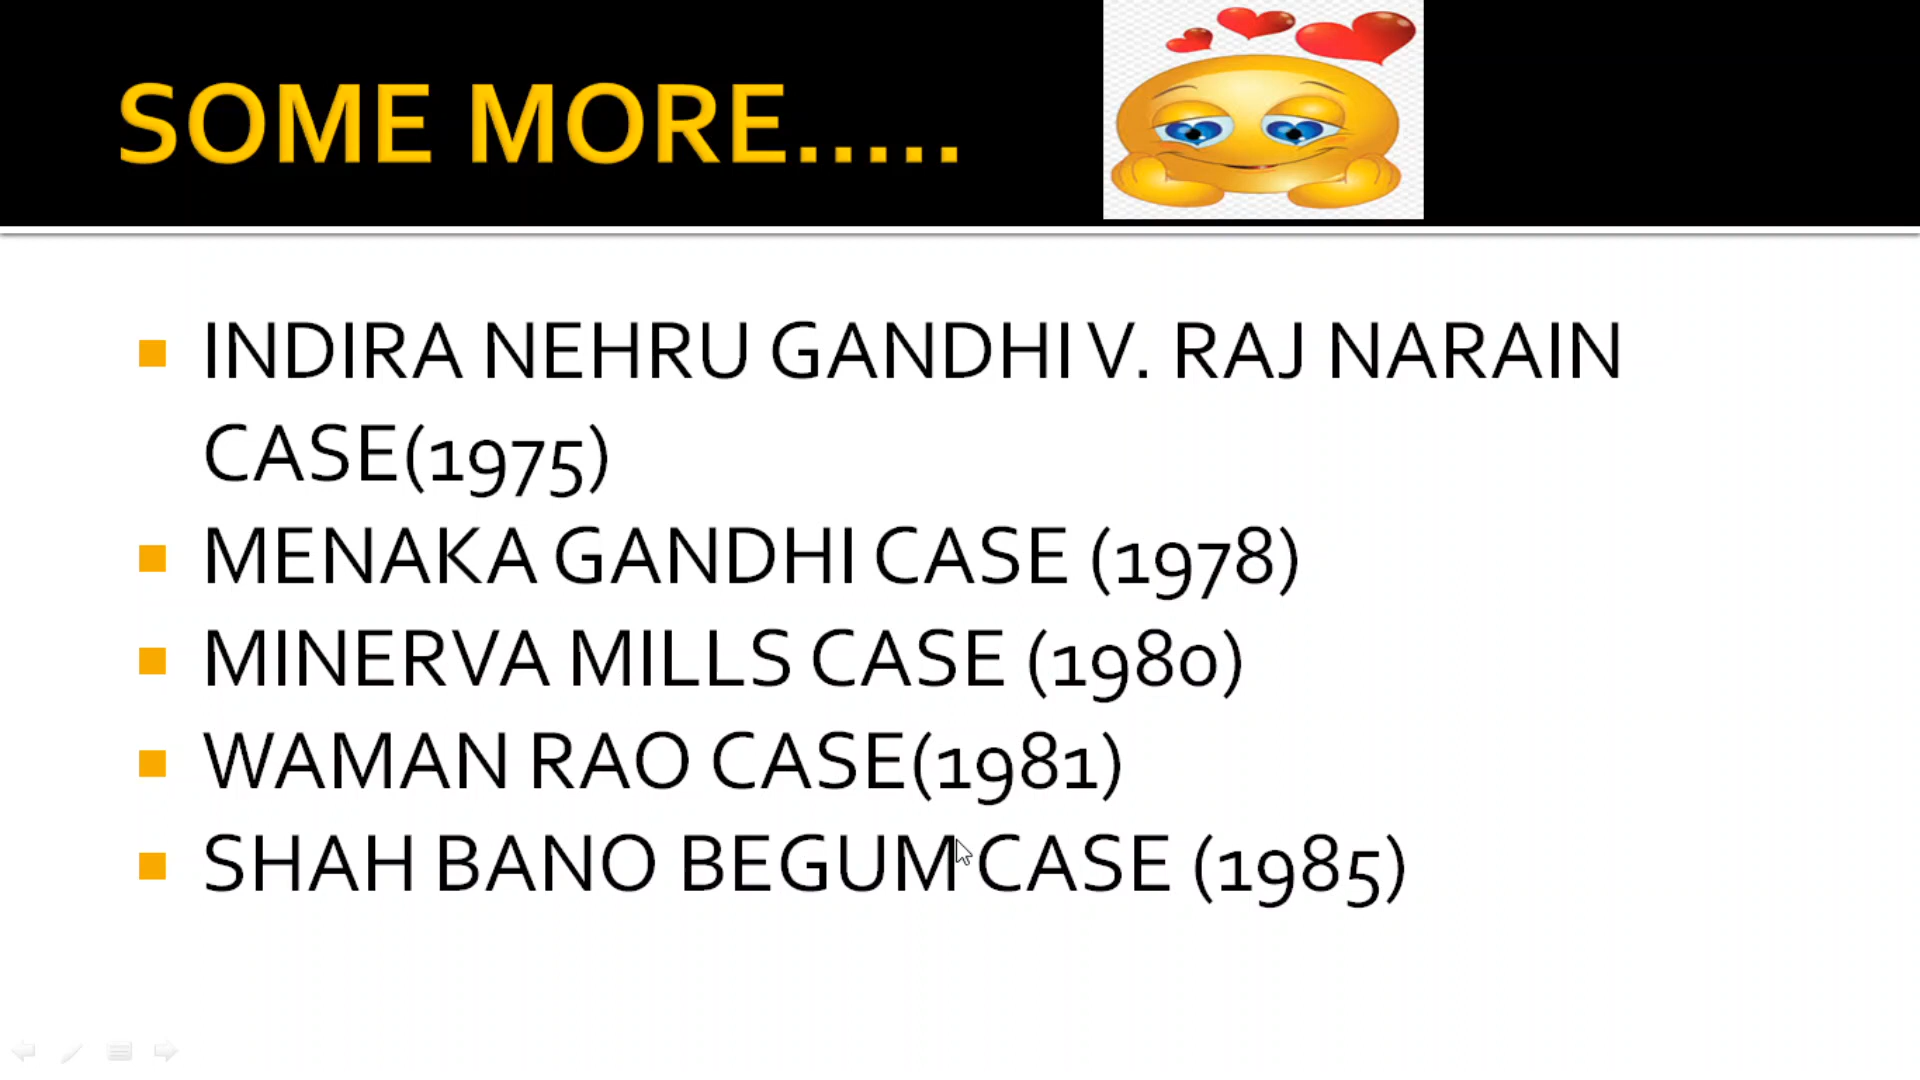 SOME MORE.....
INDIRA NEHRU GANDHI V. RAJ NARAIN
CASE(1975)
MENAKA GANDHI CASE (1978)
MINERVA MILLS CASE (1980)
WAMAN RAO CASE(1981)
SHAH BANO BEGUM CASE (1985)